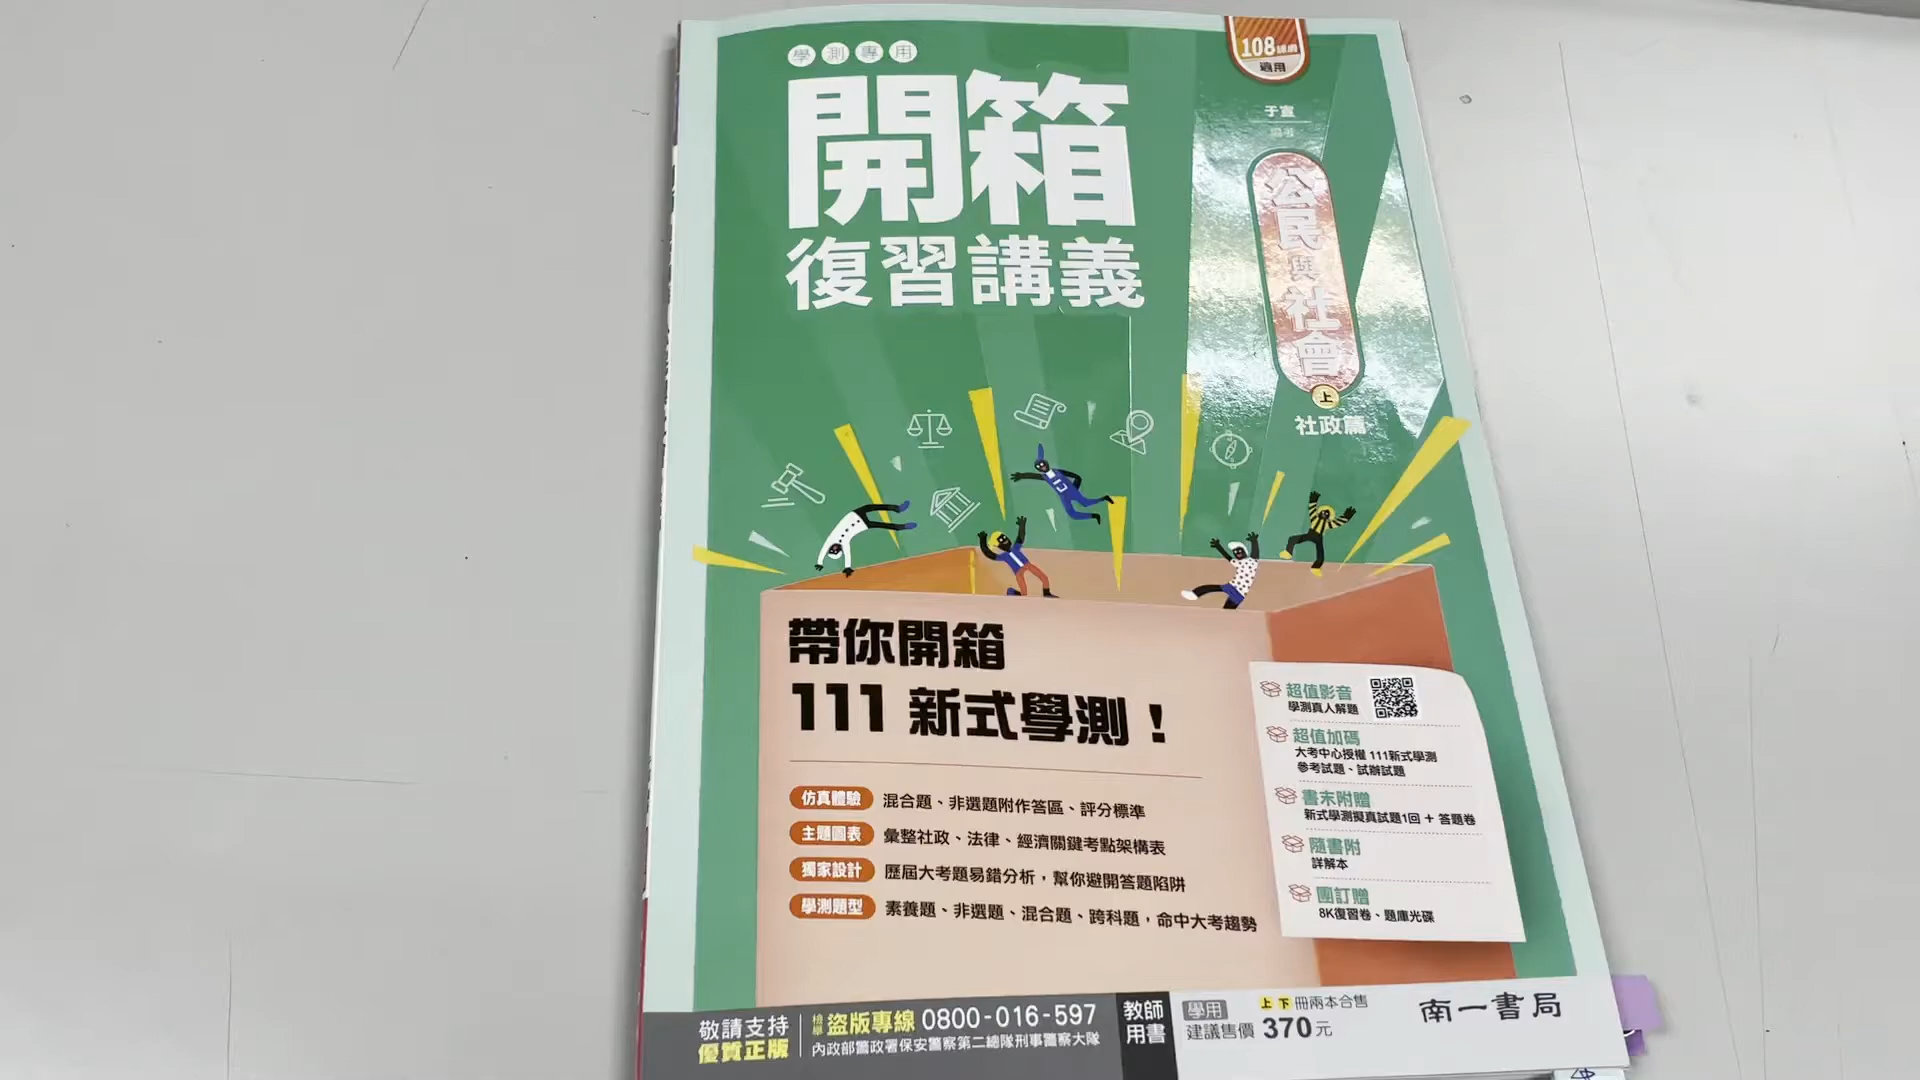 學測專用
開箱
復習講義
108課綱
適用
于宣
編者
公民與社會
上
社政篇
帶你開箱
111 新式學測！
仿真體驗 混合題、非選題附作答區、評分標準
主題圖表 彙整社政、法律、經濟關鍵考點架構表
獨家設計 歷屆大考題易錯分析，幫你避開答題陷阱
學測題型 素養題、非選題、混合題、跨科題，命中大考趨勢
超值影音
學測真人解題
超值加碼
大考中心授權 111新式學測
參考試題、試辦試題
書末附贈
新式學測擬真試題1回 + 答題卷
隨書附
詳解本
團訂贈
8K復習卷、題庫光碟
敬請支持
優質正版
檢舉盜版專線 0800-016-597
內政部警政署保安警察第二總隊刑事警察大隊
教師
用書
學用 上下冊兩本合售
建議售價 370元
南一書局